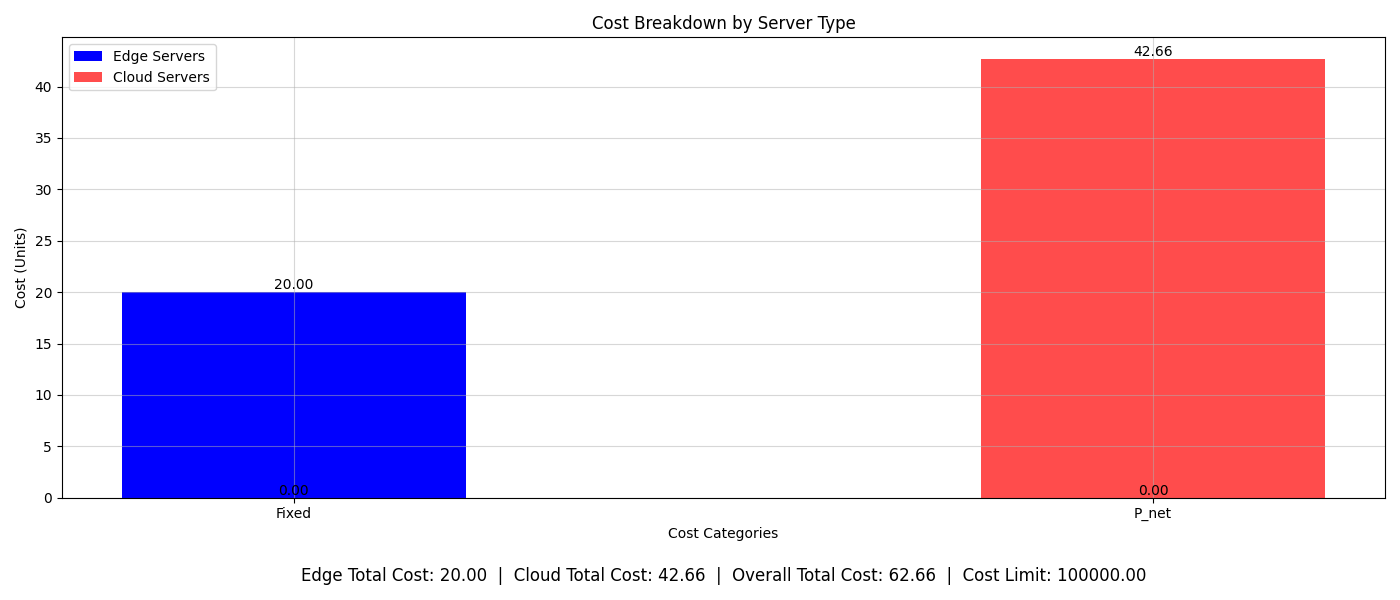 Cost Breakdown by Server Type
Edge Servers
Cloud Servers
Cost (Units)
40
35
30
25
20
15
10
5
0
20.00
0.00
42.66
0.00
Fixed
P_net
Cost Categories
Edge Total Cost: 20.00 | Cloud Total Cost: 42.66 | Overall Total Cost: 62.66 | Cost Limit: 100000.00